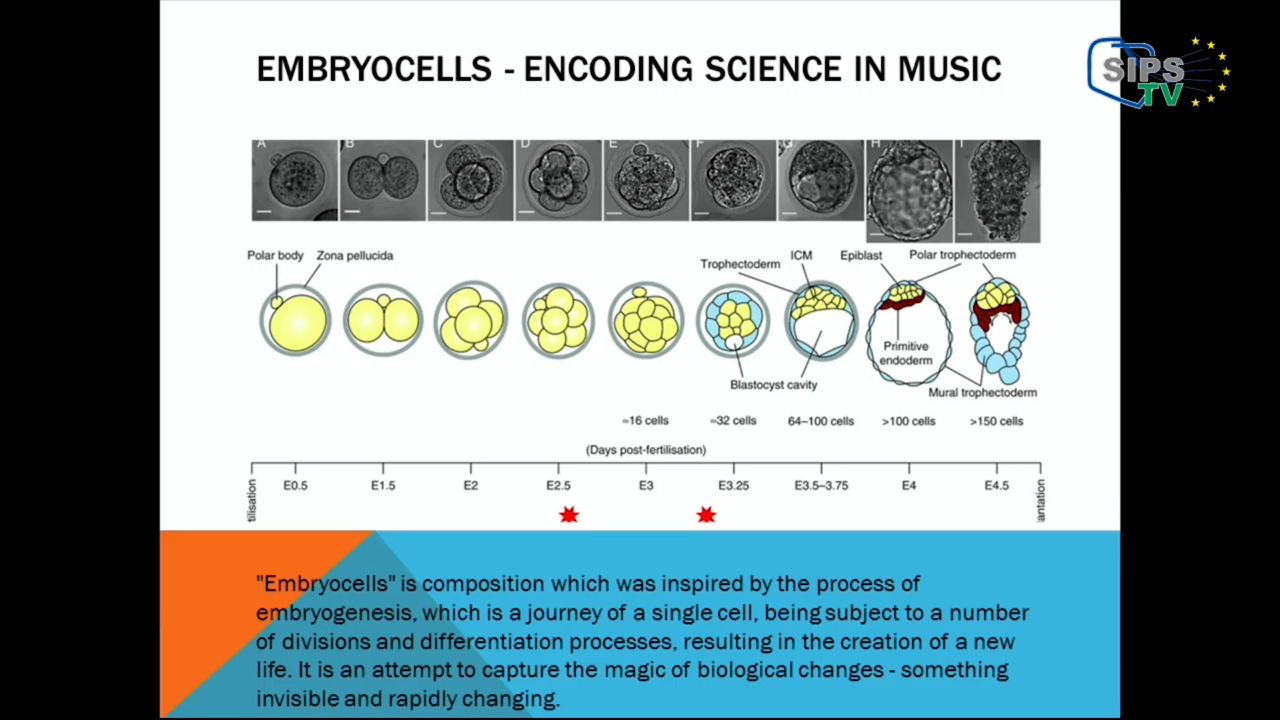 EMBRYOCELLS - ENCODING SCIENCE IN MUSIC
SIPS
TV
A B C D E F G H I
Polar body Zona pellucida Trophectoderm ICM Epiblast Polar trophectoderm
Primitive
endoderm
Blastocyst cavity
Mural trophectoderm
≈16 cells ≈32 cells 64–100 cells >100 cells >150 cells
(Days post-fertilisation)
E0.5 E1.5 E2 E2.5 E3 E3.25 E3.5–3.75 E4 E4.5
tilisation
antation
"Embryocells" is composition which was inspired by the process of
embryogenesis, which is a journey of a single cell, being subject to a number
of divisions and differentiation processes, resulting in the creation of a new
life. It is an attempt to capture the magic of biological changes - something
invisible and rapidly changing.